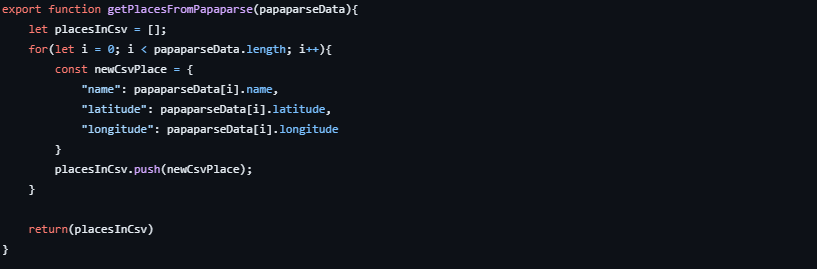 export function getPlacesFromPapaparse(papaparseData){
    let placesInCsv = [];
    for(let i = 0; i < papaparseData.length; i++){
        const newCsvPlace = {
            "name": papaparseData[i].name,
            "latitude": papaparseData[i].latitude,
            "longitude": papaparseData[i].longitude
        }
        placesInCsv.push(newCsvPlace);
    }

    return(placesInCsv)
}